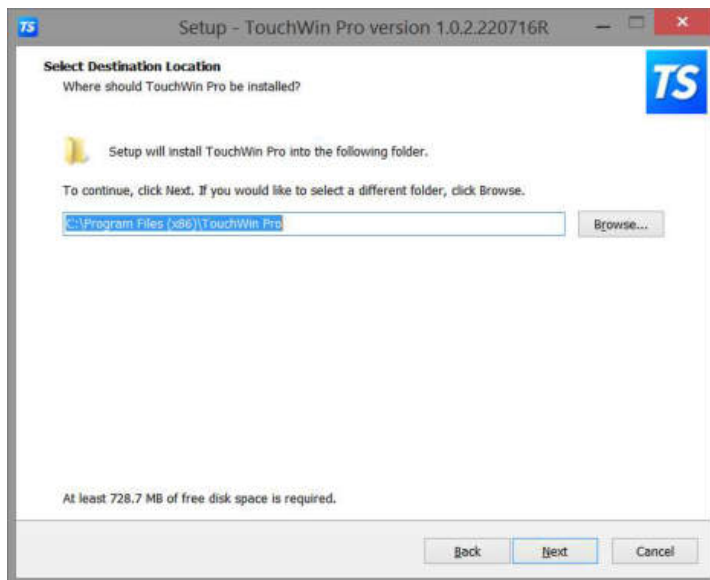 TS Setup - TouchWin Pro version 1.0.2.220716R
Select Destination Location
Where should TouchWin Pro be installed?
TS
Setup will install TouchWin Pro into the following folder.
To continue, click Next. If you would like to select a different folder, click Browse.
C:\Program Files (x86)\TouchWin Pro
Browse...
At least 728.7 MB of free disk space is required.
Back Next Cancel